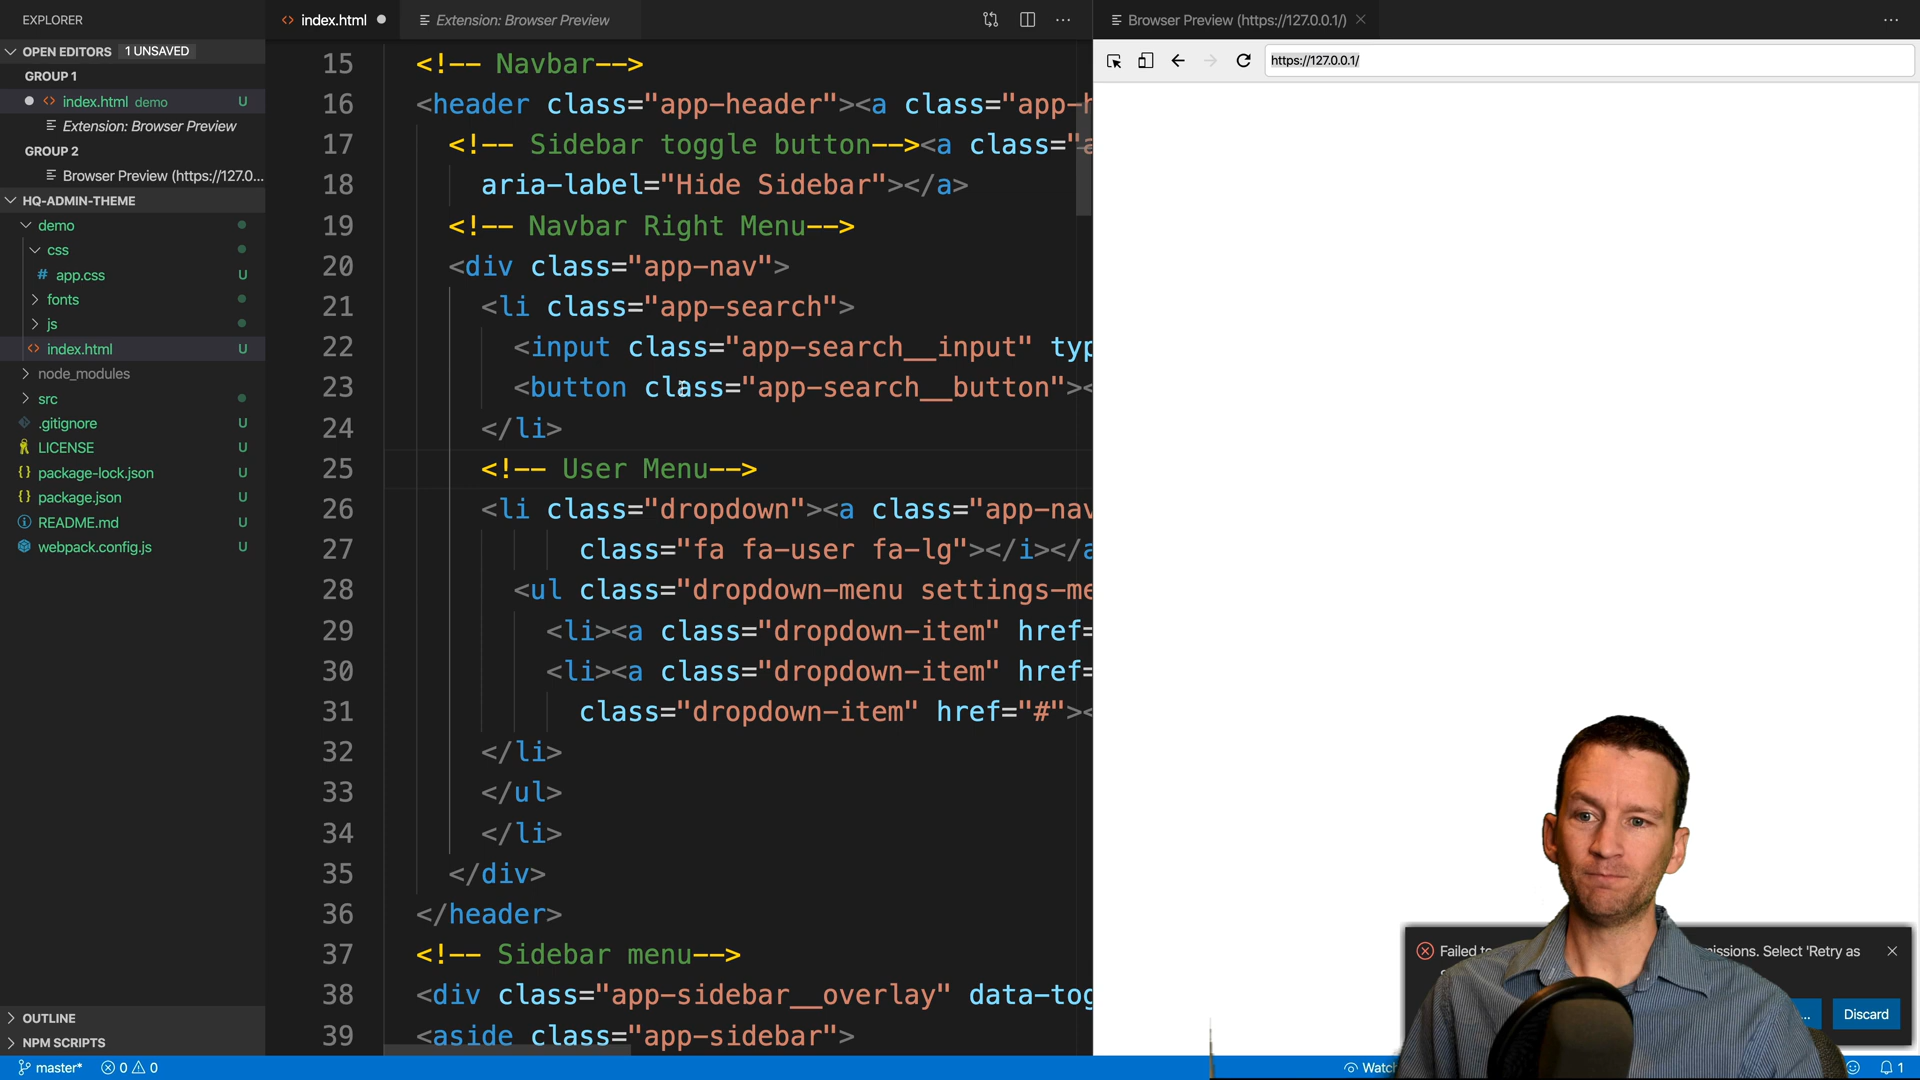 EXPLORER
OPEN EDITORS 1 UNSAVED
GROUP 1
index.html demo U
Extension: Browser Preview
GROUP 2
Browser Preview (https://127.0...
HQ-ADMIN-THEME
demo
css
app.css U
fonts
js
index.html U
node_modules
src
.gitignore U
LICENSE U
package-lock.json U
package.json U
README.md U
webpack.config.js U
OUTLINE
NPM SCRIPTS
index.html
Extension: Browser Preview
15 <!-- Navbar-->
16 <header class="app-header"><a class="app-h
17 <!-- Sidebar toggle button--><a class="a
18 aria-label="Hide Sidebar"></a>
19 <!-- Navbar Right Menu-->
20 <div class="app-nav">
21 <li class="app-search">
22 <input class="app-search__input" typ
23 <button class="app-search__button"><
24 </li>
25 <!-- User Menu-->
26 <li class="dropdown"><a class="app-nav
27 class="fa fa-user fa-lg"></i></a
28 <ul class="dropdown-menu settings-me
29 <li><a class="dropdown-item" href=
30 <li><a class="dropdown-item" href=
31 class="dropdown-item" href="#"><
32 </li>
33 </ul>
34 </li>
35 </div>
36 </header>
37 <!-- Sidebar menu-->
38 <div class="app-sidebar__overlay" data-tog
39 <aside class="app-sidebar">
Browser Preview (https://127.0.0.1/)
https://127.0.0.1/
Failed to
Select 'Retry as
... Discard
master* 0 0
Watch
1